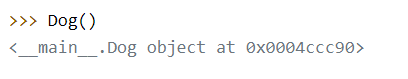 >>> Dog()
<__main__.Dog object at 0x0004ccc90>